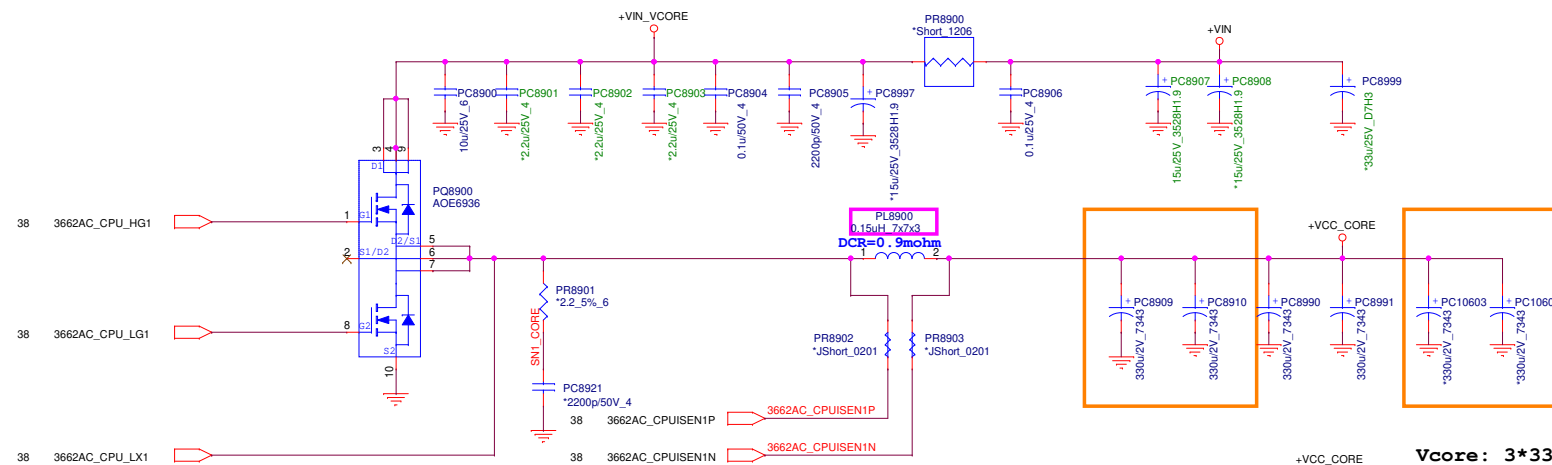 +VIN_VCORE
PR8900
*Short_1206
+VIN
PC8900
10u/25V_6
PC8901
*2.2u/25V_4
PC8902
*2.2u/25V_4
PC8903
*2.2u/25V_4
PC8904
0.1u/50V_4
PC8905
2200p/50V_4
+ PC8997
*15u/25V_3528H1.9
PC8906
0.1u/25V_4
+ PC8907
15u/25V_3528H1.9
+ PC8908
*15u/25V_3528H1.9
+ PC8999
*33u/25V_D7H3
3 4 9
D1
PQ8900
AOE6936
38 3662AC_CPU_HG1
1 G1
D2/S1 5
2 S1/D2 6
7
PL8900
0.15uH_7x7x3
DCR=0.9mohm
1 2
+VCC_CORE
PR8901
*2.2_5%_6
SN1_CORE
+ PC8909
330u/2V_7343
+ PC8910
330u/2V_7343
+ PC8990
330u/2V_7343
+ PC8991
330u/2V_7343
+ PC10603
*330u/2V_7343
+ PC1060
*330u/2V_7343
38 3662AC_CPU_LG1
8 G2
S2
10
PR8902
*JShort_0201
PR8903
*JShort_0201
PC8921
*2200p/50V_4
38 3662AC_CPUISEN1P 3662AC_CPUISEN1P
38 3662AC_CPU_LX1
38 3662AC_CPUISEN1N 3662AC_CPUISEN1N
+VCC_CORE
Vcore: 3*33